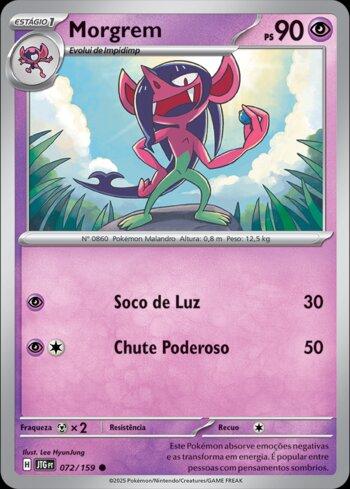 ESTÁGIO 1
Morgrem
PS 90
Evolui de Impidimp
Nº 0860 Pokémon Malandro Altura: 0,8 m Peso: 12,5 kg
Soco de Luz 30
Chute Poderoso 50
Fraqueza ×2 Resistência Recuo
Ilust. Lee HyunJung
H JTG PT 072/159
Este Pokémon absorve emoções negativas
e as transforma em energia. É popular entre
pessoas com pensamentos sombrios.
©2025 Pokémon/Nintendo/Creatures/GAME FREAK